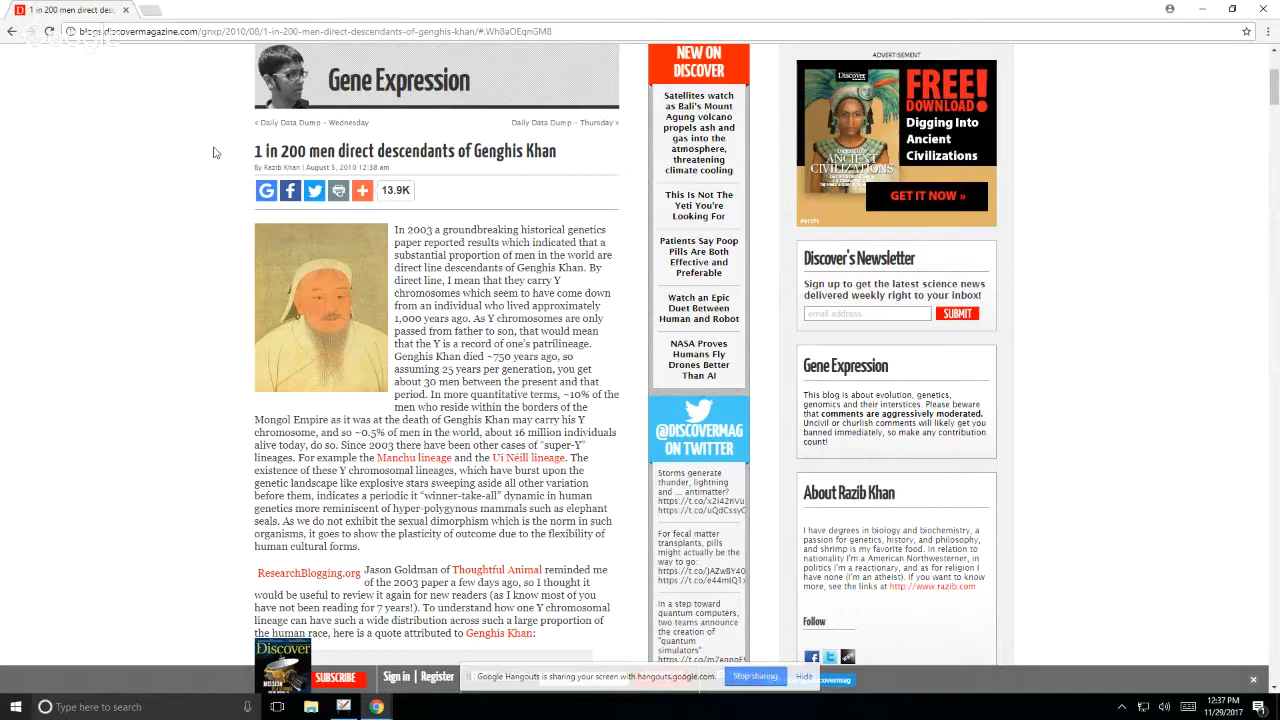 1 in 200 men direct desc
blogs.discovermagazine.com/gnxp/2010/08/1-in-200-men-direct-descendants-of-genghis-khan/#.Wh8aOEqnGM8
Gene Expression
« Daily Data Dump – Wednesday
Daily Data Dump – Thursday »
1 in 200 men direct descendants of Genghis Khan
By Razib Khan | August 5, 2010 12:38 am
13.9K
In 2003 a groundbreaking historical genetics
paper reported results which indicated that a
substantial proportion of men in the world are
direct line descendants of Genghis Khan. By
direct line, I mean that they carry Y
chromosomes which seem to have come down
from an individual who lived approximately
1,000 years ago. As Y chromosomes are only
passed from father to son, that would mean
that the Y is a record of one's patrilineage.
Genghis Khan died ~750 years ago, so
assuming 25 years per generation, you get
about 30 men between the present and that
period. In more quantitative terms, ~10% of the
men who reside within the borders of the
Mongol Empire as it was at the death of Genghis Khan may carry his Y
chromosome, and so ~0.5% of men in the world, about 16 million individuals
alive today, do so. Since 2003 there have been other cases of "super-Y"
lineages. For example the Manchu lineage and the Uí Néill lineage. The
existence of these Y chromosomal lineages, which have burst upon the
genetic landscape like explosive stars sweeping aside all other variation
before them, indicates a periodic it "winner-take-all" dynamic in human
genetics more reminiscent of hyper-polygynous mammals such as elephant
seals. As we do not exhibit the sexual dimorphism which is the norm in such
organisms, it goes to show the plasticity of outcome due to the flexibility of
human cultural forms.
ResearchBlogging.org
Jason Goldman of Thoughtful Animal reminded me
of the 2003 paper a few days ago, so I thought it
would be useful to review it again for new readers (as I know most of you
have not been reading for 7 years!). To understand how one Y chromosomal
lineage can have such a wide distribution across such a large proportion of
the human race, here is a quote attributed to Genghis Khan:
NEW ON
DISCOVER
Satellites watch
as Bali's Mount
Agung volcano
propels ash and
gas into the
atmosphere,
threatening
climate cooling
This Is Not The
Yeti You're
Looking For
Patients Say Poop
Pills Are Both
Effective and
Preferable
Watch an Epic
Duet Between
Human and Robot
NASA Proves
Humans Fly
Drones Better
Than AI
@DISCOVERMAG
ON TWITTER
Storms generate
thunder, lightning
and ... antimatter?
For fecal matter
transplants, pills
might actually be the
way to go:
In a step toward
quantum computers,
two teams announce
the creation of
"quantum
simulators".
ADVERTISEMENT
Discover
ANCIENT
CIVILIZATIONS
FREE!
DOWNLOAD!
Digging Into
Ancient
Civilizations
GET IT NOW »
Discover's Newsletter
Sign up to get the latest science news
delivered weekly right to your inbox!
email address
SUBMIT
Gene Expression
This blog is about evolution, genetics,
genomics and their interstices. Please beware
that comments are aggressively moderated.
Uncivil or churlish comments will likely get you
banned immediately, so make any contribution
count!
About Razib Khan
I have degrees in biology and biochemistry, a
passion for genetics, history, and philosophy,
and shrimp is my favorite food. In relation to
nationality I'm a American Northwesterner, in
politics I'm a reactionary, and as for religion I
have none (I'm an atheist). If you want to know
more, see the links at http://www.razib.com
Follow
Discover
MISSION
SUBSCRIBE
Sign in | Register
Google Hangouts is sharing your screen with hangouts.google.com.
Stop sharing
Hide
Type here to search
12:37 PM
11/29/2017